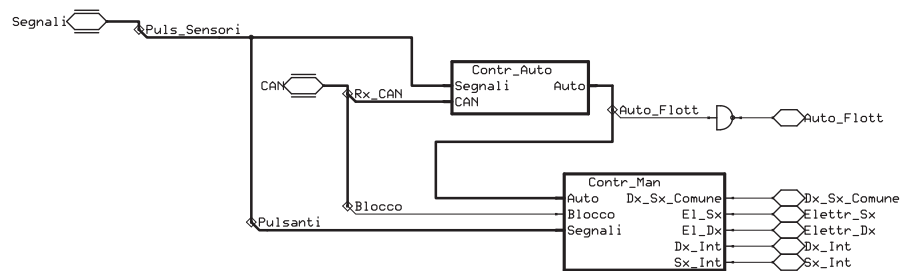 Segnali
Puls_Sensori
Contr_Auto
CAN
Segnali Auto
Rx_CAN
CAN
Auto_Flott
Auto_Flott
Contr_Man
Auto Dx_Sx_Comune
Dx_Sx_Comune
Blocco
Blocco El_Sx
Elettr_Sx
Pulsanti
Segnali El_Dx
Elettr_Dx
Dx_Int
Dx_Int
Sx_Int
Sx_Int